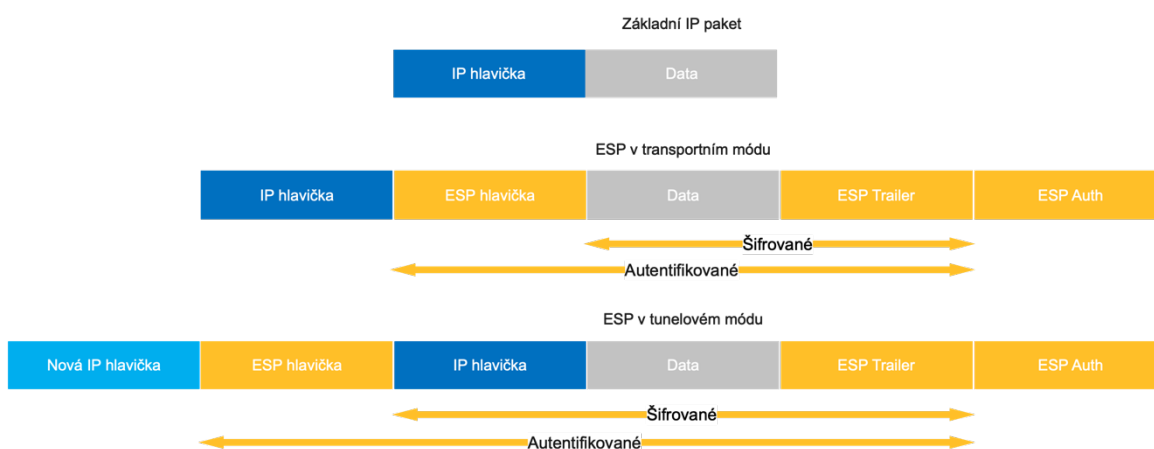 Základní IP paket
IP hlavička Data
ESP v transportním módu
IP hlavička ESP hlavička Data ESP Trailer ESP Auth
Šifrované
Autentifikované
ESP v tunelovém módu
Nová IP hlavička ESP hlavička IP hlavička Data ESP Trailer ESP Auth
Šifrované
Autentifikované